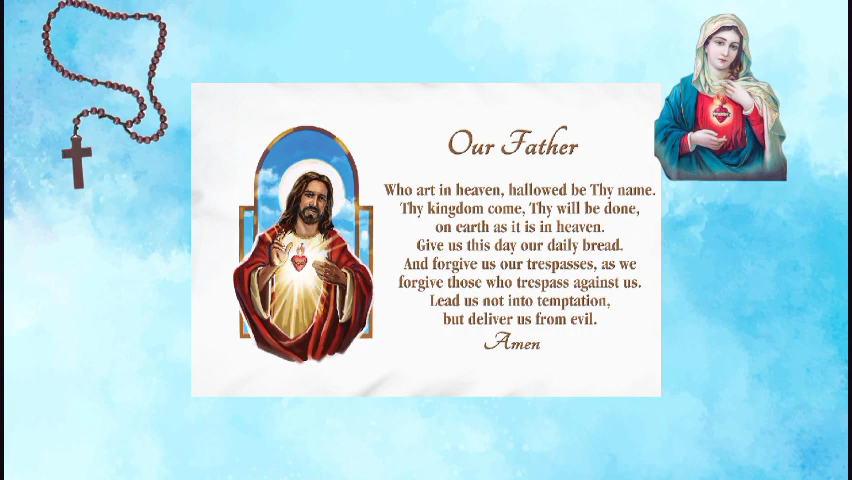 Our Father
Who art in heaven, hallowed be Thy name.
Thy kingdom come, Thy will be done,
on earth as it is in heaven.
Give us this day our daily bread.
And forgive us our trespasses, as we
forgive those who trespass against us.
Lead us not into temptation,
but deliver us from evil.
Amen